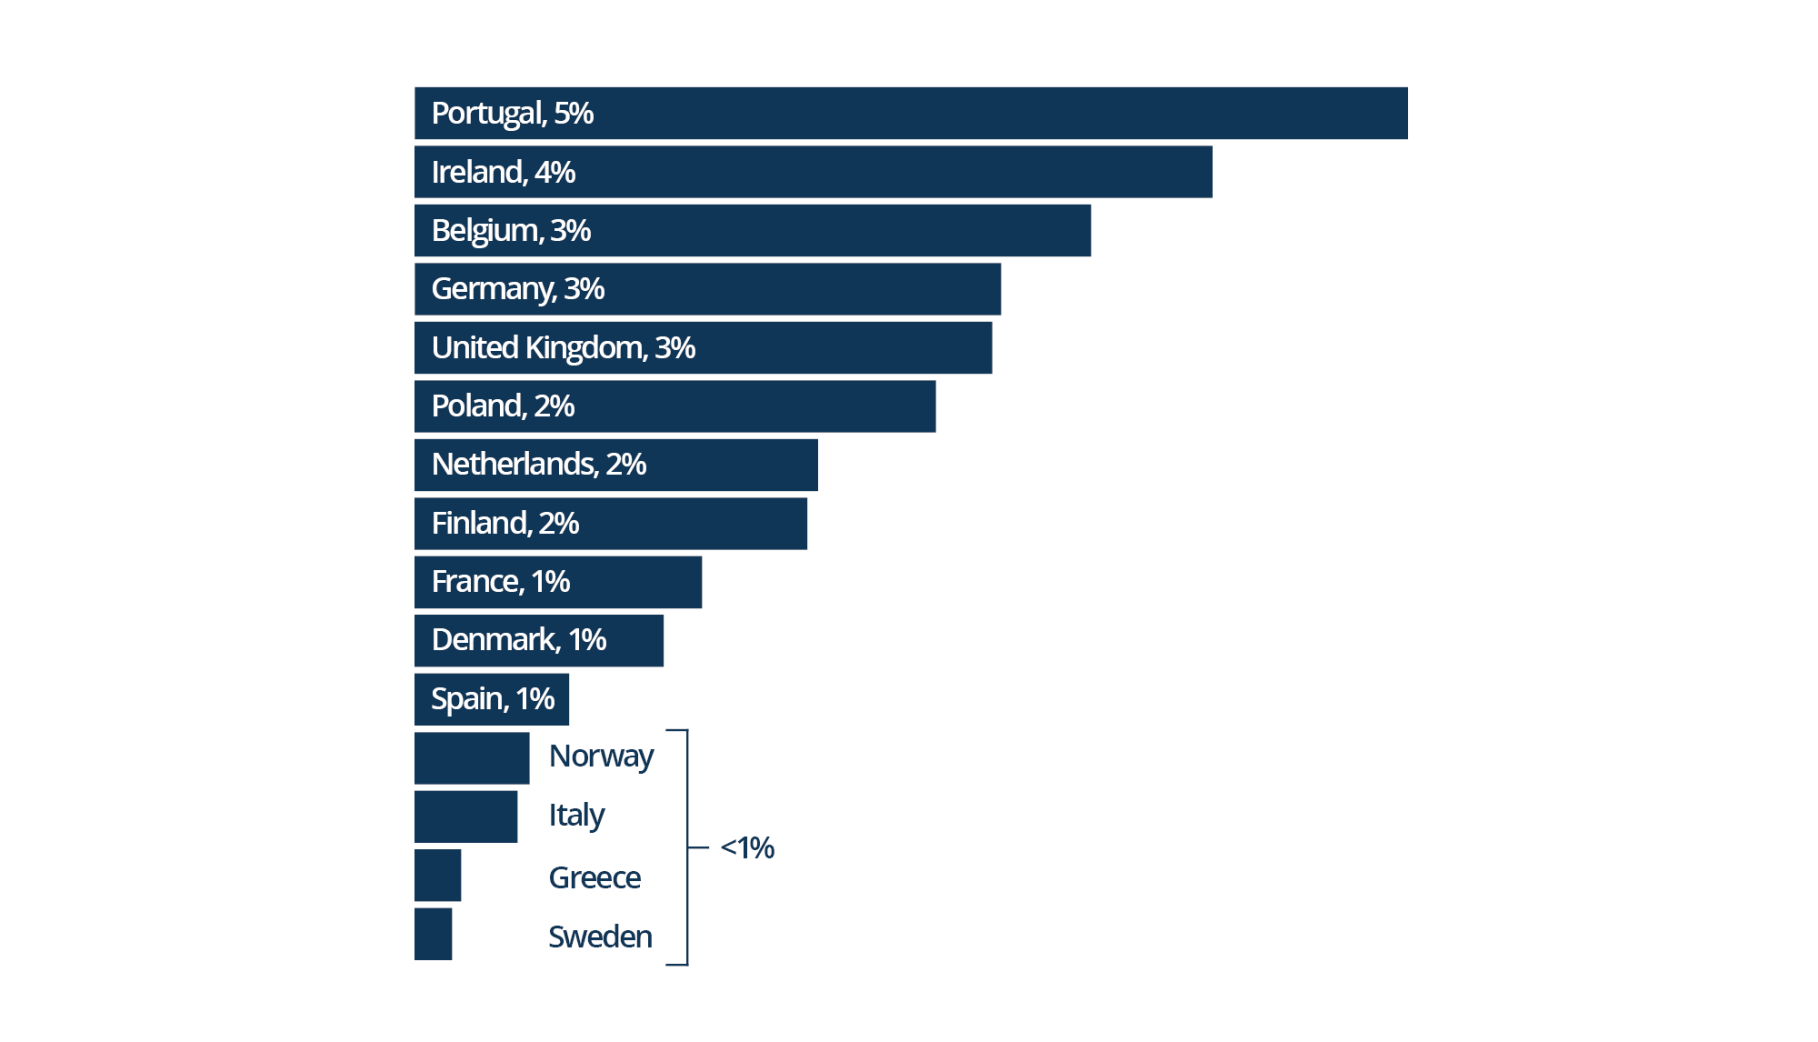 Portugal, 5%
Ireland, 4%
Belgium, 3%
Germany, 3%
United Kingdom, 3%
Poland, 2%
Netherlands, 2%
Finland, 2%
France, 1%
Denmark, 1%
Spain, 1%
Norway
Italy
<1%
Greece
Sweden